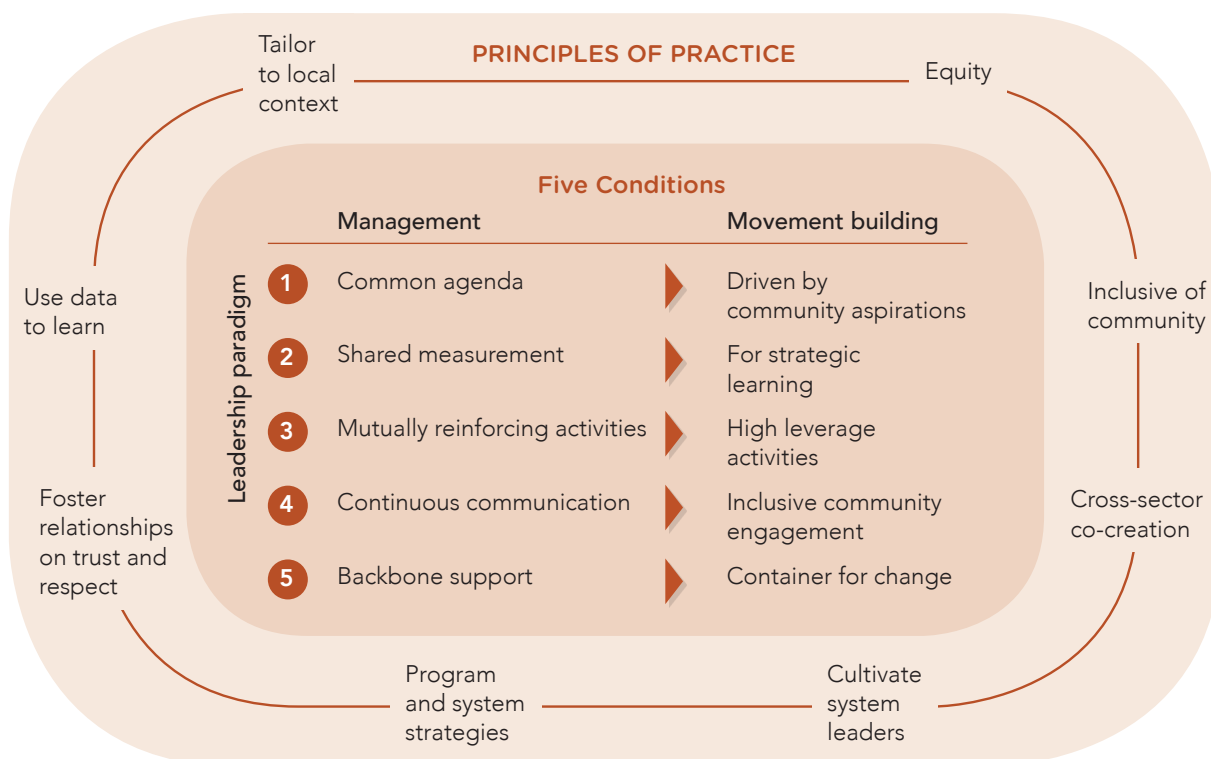 PRINCIPLES OF PRACTICE
Tailor
to local
context
Equity
Inclusive of
community
Cross-sector
co-creation
Cultivate
system
leaders
Program
and system
strategies
Foster
relationships
on trust and
respect
Use data
to learn
Five Conditions
Management
Movement building
Leadership paradigm
1
Common agenda
Driven by
community aspirations
2
Shared measurement
For strategic
learning
3
Mutually reinforcing activities
High leverage
activities
4
Continuous communication
Inclusive community
engagement
5
Backbone support
Container for change